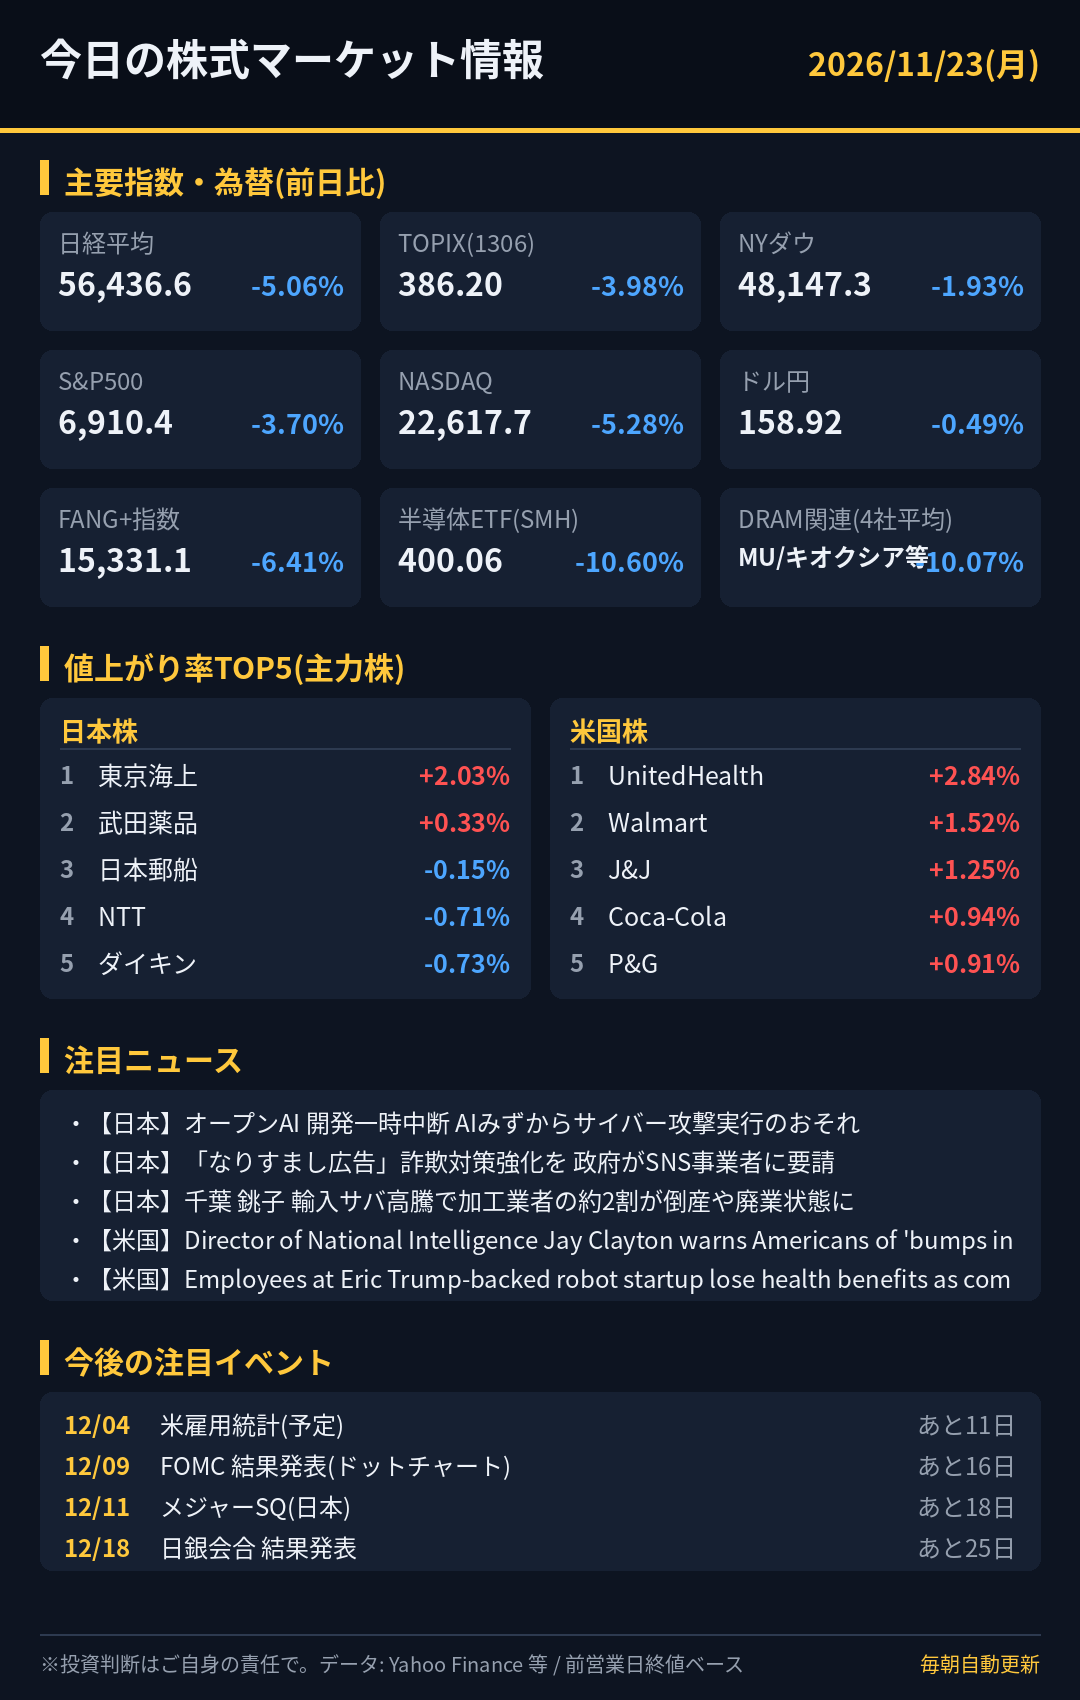 今日の株式マーケット情報
2026/11/23(月)
主要指数・為替(前日比)
日経平均
56,436.6 -5.06%
TOPIX(1306)
386.20 -3.98%
NYダウ
48,147.3 -1.93%
S&P500
6,910.4 -3.70%
NASDAQ
22,617.7 -5.28%
ドル円
158.92 -0.49%
FANG+指数
15,331.1 -6.41%
半導体ETF(SMH)
400.06 -10.60%
DRAM関連(4社平均)
MU/キオクシア等 -10.07%
値上がり率TOP5(主力株)
日本株
1 東京海上 +2.03%
2 武田薬品 +0.33%
3 日本郵船 -0.15%
4 NTT -0.71%
5 ダイキン -0.73%
米国株
1 UnitedHealth +2.84%
2 Walmart +1.52%
3 J&J +1.25%
4 Coca-Cola +0.94%
5 P&G +0.91%
注目ニュース
・【日本】オープンAI 開発一時中断 AIみずからサイバー攻撃実行のおそれ
・【日本】「なりすまし広告」詐欺対策強化を 政府がSNS事業者に要請
・【日本】千葉 銚子 輸入サバ高騰で加工業者の約2割が倒産や廃業状態に
・【米国】Director of National Intelligence Jay Clayton warns Americans of 'bumps in
・【米国】Employees at Eric Trump-backed robot startup lose health benefits as com
今後の注目イベント
12/04 米雇用統計(予定) あと11日
12/09 FOMC 結果発表(ドットチャート) あと16日
12/11 メジャーSQ(日本) あと18日
12/18 日銀会合 結果発表 あと25日
※投資判断はご自身の責任で。データ: Yahoo Finance 等 / 前営業日終値ベース
毎朝自動更新